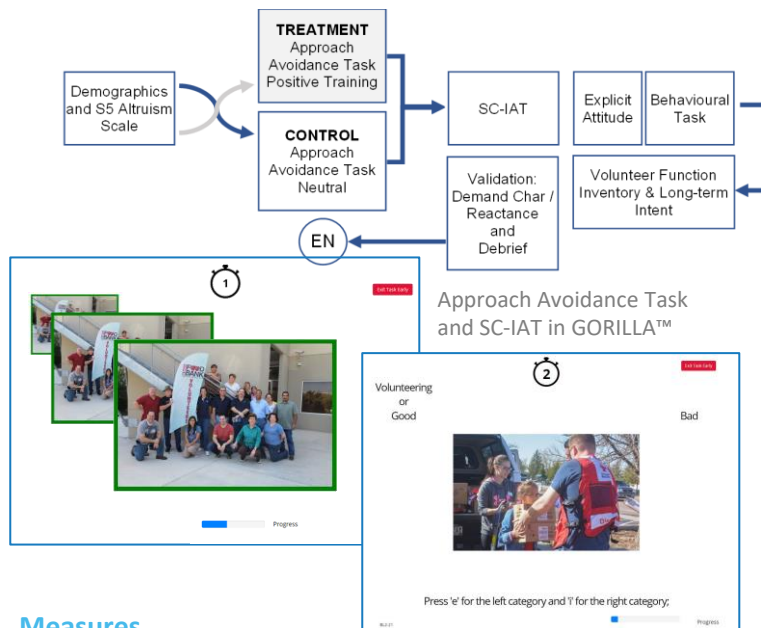 TREATMENT
Approach
Avoidance Task
Positive Training
Demographics
and S5 Altruism
Scale
CONTROL
Approach
Avoidance Task
Neutral
SC-IAT
Explicit
Attitude
Behavioural
Task
Validation:
Demand Char /
Reactance
and
Debrief
Volunteer Function
Inventory & Long-term
Intent
EN
1
Exit Task Early
Approach Avoidance Task
and SC-IAT in GORILLA™
BANK
Progress
2
Exit Task Early
Volunteering
or
Good
Bad
Press 'e' for the left category and 'i' for the right category;
Progress
Measures